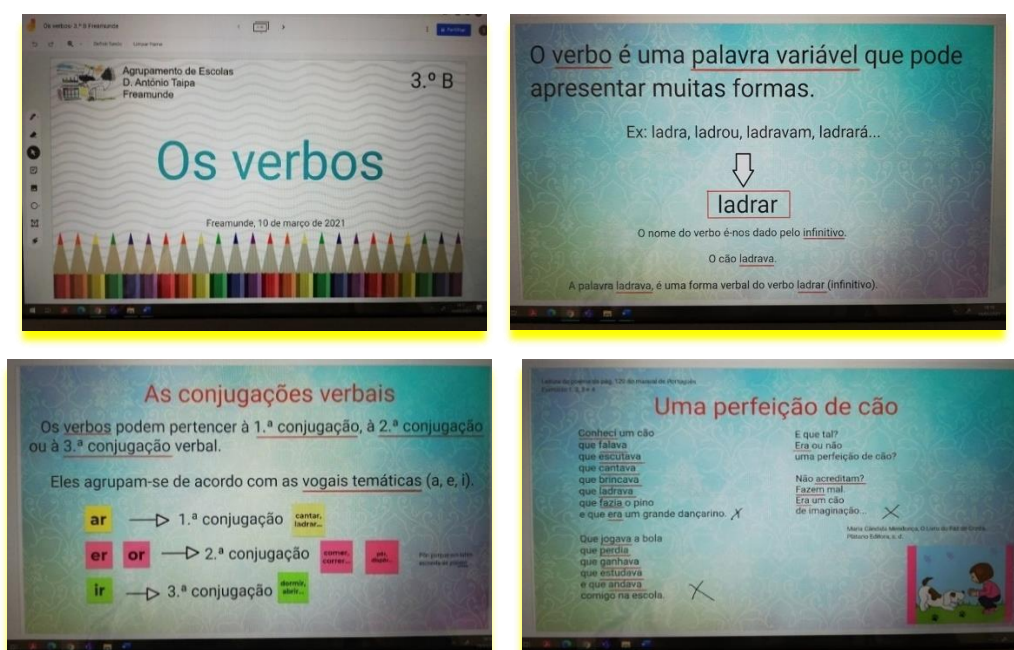 Os verbos 3.º B Freamunde
Agrupamento de Escolas
D. António Taipa
Freamunde
3.º B
Os verbos
Freamunde, 10 de março de 2021
O verbo é uma palavra variável que pode
apresentar muitas formas.
Ex: ladra, ladrou, ladravam, ladrará...
ladrar
O nome do verbo é-nos dado pelo infinitivo.
O cão ladrava.
A palavra ladrava, é uma forma verbal do verbo ladrar (infinitivo).
As conjugações verbais
Os verbos podem pertencer à 1.ª conjugação, à 2.ª conjugação
ou à 3.ª conjugação verbal.
Eles agrupam-se de acordo com as vogais temáticas (a, e, i).
ar
1.ª conjugação
cantar,
ladrar...
er or
2.ª conjugação
comer,
correr...
ir
3.ª conjugação
dormir,
abrir...
Uma perfeição de cão
Conheci um cão
que falava
que escutava
que cantava
que brincava
que ladrava
que fazia o pino
e que era um grande dançarino.
Que jogava a bola
que perdia
que ganhava
que estudava
e que andava
comigo na escola.
E que tal?
Era ou não
uma perfeição de cão?
Não acreditam?
Fazem mal.
Era um cão
de imaginação...